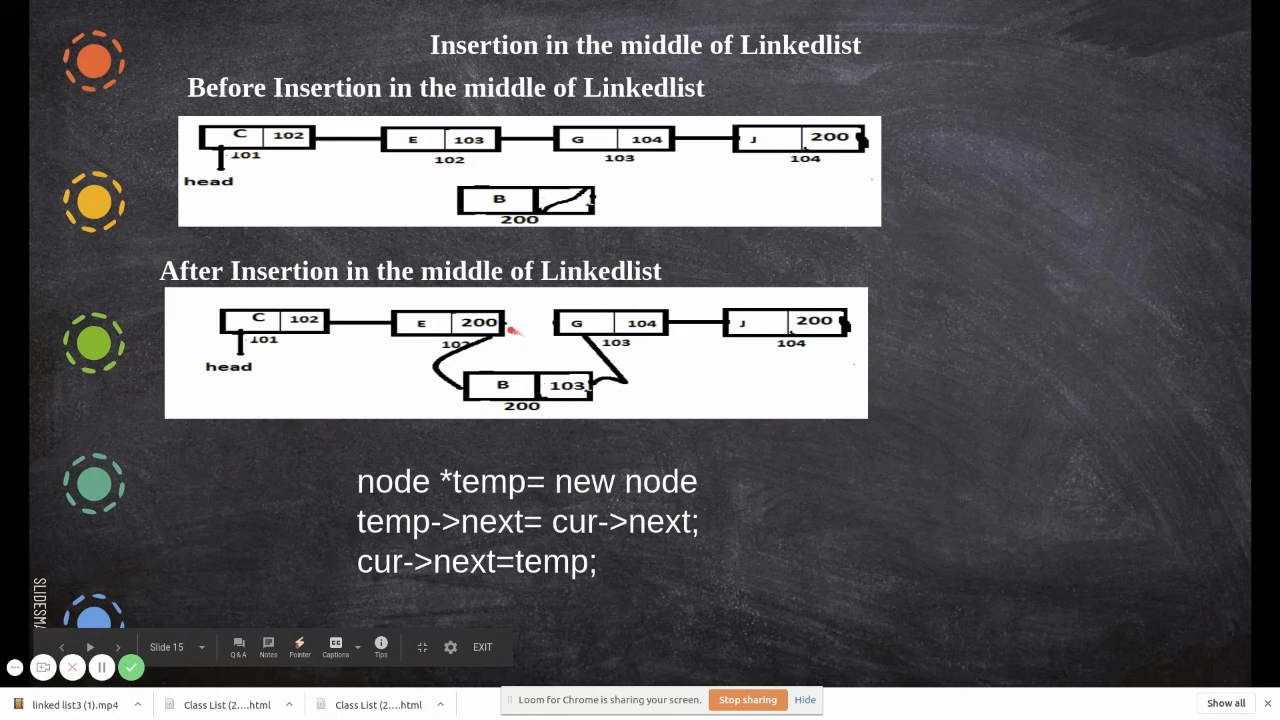 Insertion in the middle of Linkedlist
Before Insertion in the middle of Linkedlist
C 102 E 103 G 104 J 200
101 102 103 104
head
B
200
After Insertion in the middle of Linkedlist
C 102 E 200 G 104 J 200
101 102 103 104
head
B 103
200
node *temp= new node
temp->next= cur->next;
cur->next=temp;
Slide 15
Q & A Notes Pointer Captions Tips
EXIT
linked list3 (1).mp4 Class List (2....html Class List (2....html
Loom for Chrome is sharing your screen. Stop sharing Hide
Show all